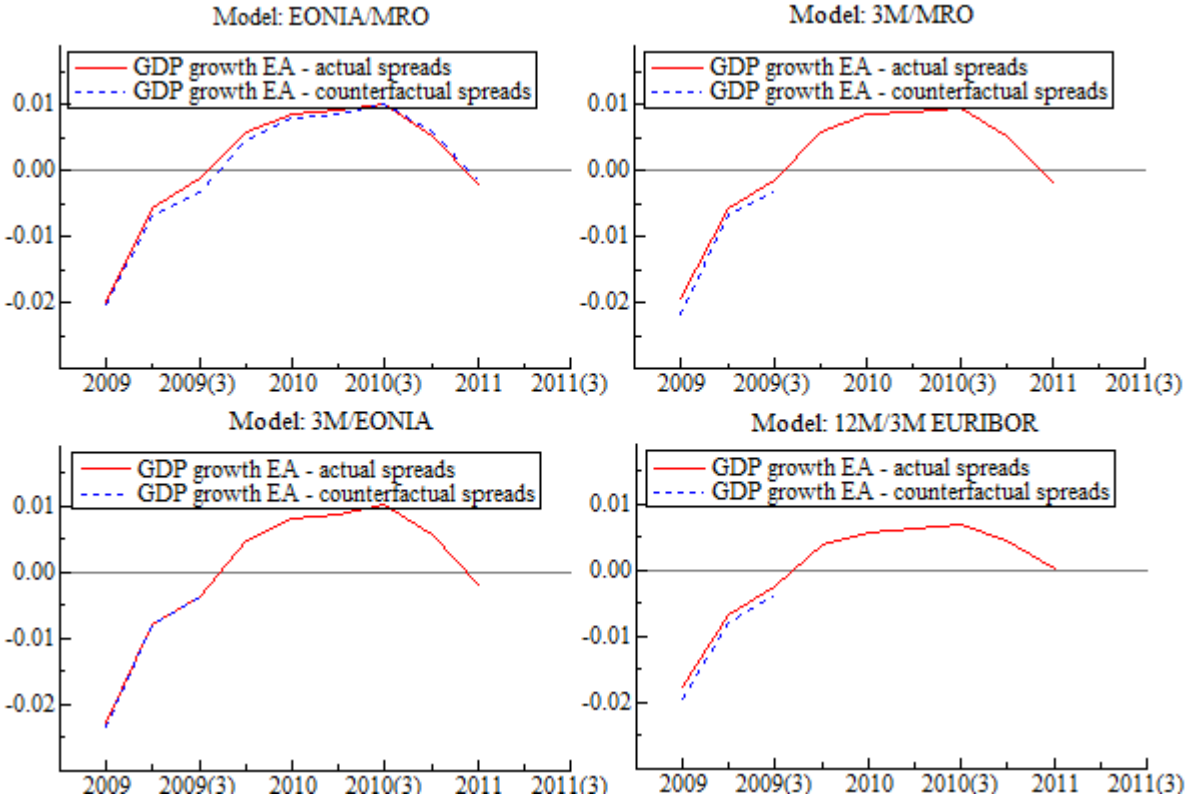 Model: EONIA/MRO
GDP growth EA - actual spreads
GDP growth EA - counterfactual spreads
0.01
0.00
-0.01
-0.02
2009 2009(3) 2010 2010(3) 2011 2011(3)
Model: 3M/MRO
GDP growth EA - actual spreads
GDP growth EA - counterfactual spreads
0.01
0.00
-0.01
-0.02
2009 2009(3) 2010 2010(3) 2011 2011(3)
Model: 3M/EONIA
GDP growth EA - actual spreads
GDP growth EA - counterfactual spreads
0.01
0.00
-0.01
-0.02
2009 2009(3) 2010 2010(3) 2011 2011(3)
Model: 12M/3M EURIBOR
GDP growth EA - actual spreads
GDP growth EA - counterfactual spreads
0.01
0.00
-0.01
-0.02
2009 2009(3) 2010 2010(3) 2011 2011(3)